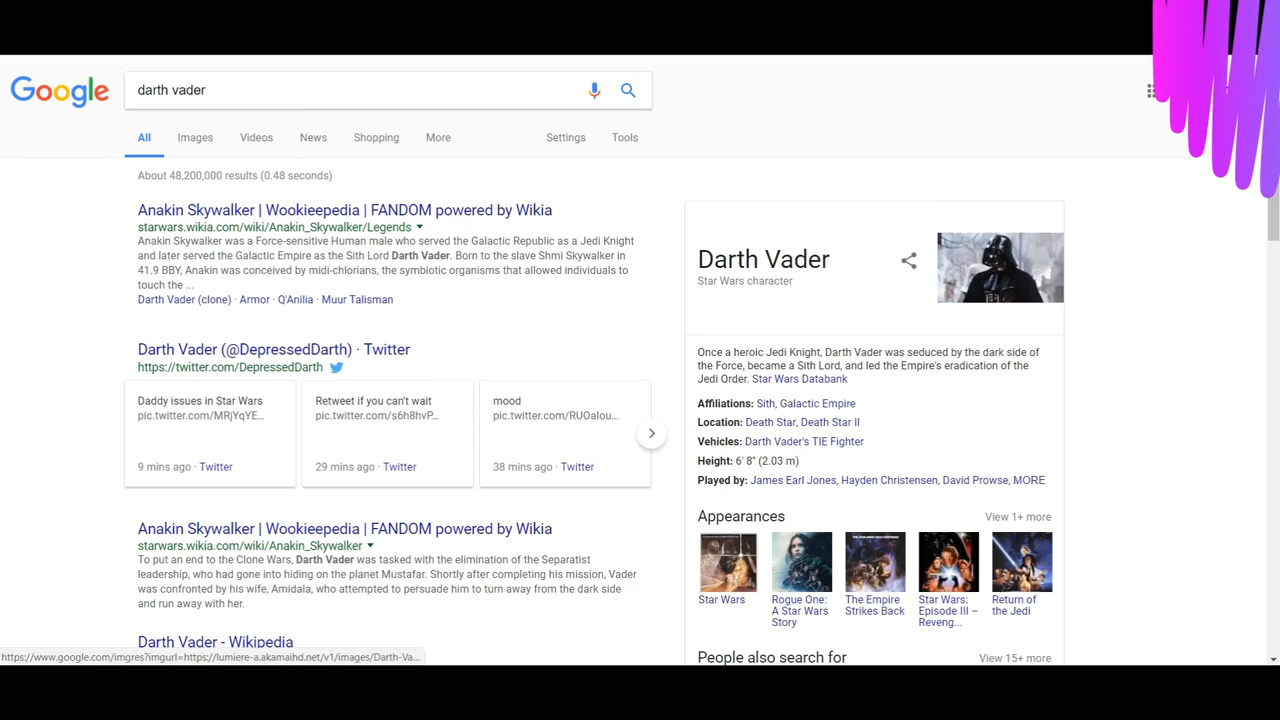 Google
darth vader
All Images Videos News Shopping More Settings Tools
About 48,200,000 results (0.48 seconds)
Anakin Skywalker | Wookieepedia | FANDOM powered by Wikia
starwars.wikia.com/wiki/Anakin_Skywalker/Legends
Anakin Skywalker was a Force-sensitive Human male who served the Galactic Republic as a Jedi Knight
and later served the Galactic Empire as the Sith Lord Darth Vader. Born to the slave Shmi Skywalker in
41.9 BBY, Anakin was conceived by midi-chlorians, the symbiotic organisms that allowed individuals to
touch the ...
Darth Vader (clone) · Armor · Q'Anilia · Muur Talisman
Darth Vader (@DepressedDarth) · Twitter
https://twitter.com/DepressedDarth
Daddy issues in Star Wars
pic.twitter.com/MRjYqYE...
9 mins ago · Twitter
Retweet if you can't wait
pic.twitter.com/s6h8hvP...
29 mins ago · Twitter
mood
pic.twitter.com/RUOaIou...
38 mins ago · Twitter
Anakin Skywalker | Wookieepedia | FANDOM powered by Wikia
starwars.wikia.com/wiki/Anakin_Skywalker
To put an end to the Clone Wars, Darth Vader was tasked with the elimination of the Separatist
leadership, who had gone into hiding on the planet Mustafar. Shortly after completing his mission, Vader
was confronted by his wife, Amidala, who attempted to persuade him to turn away from the dark side
and run away with her.
Darth Vader - Wikipedia
https://www.google.com/imgres?imgurl=https://lumiere-a.akamaihd.net/v1/images/Darth-Va...
Darth Vader
Star Wars character
Once a heroic Jedi Knight, Darth Vader was seduced by the dark side of
the Force, became a Sith Lord, and led the Empire's eradication of the
Jedi Order. Star Wars Databank
Affiliations: Sith, Galactic Empire
Location: Death Star, Death Star II
Vehicles: Darth Vader's TIE Fighter
Height: 6' 8" (2.03 m)
Played by: James Earl Jones, Hayden Christensen, David Prowse, MORE
Appearances View 1+ more
Star Wars
Rogue One:
A Star Wars
Story
The Empire
Strikes Back
Star Wars:
Episode III –
Reveng...
Return of
the Jedi
People also search for View 15+ more